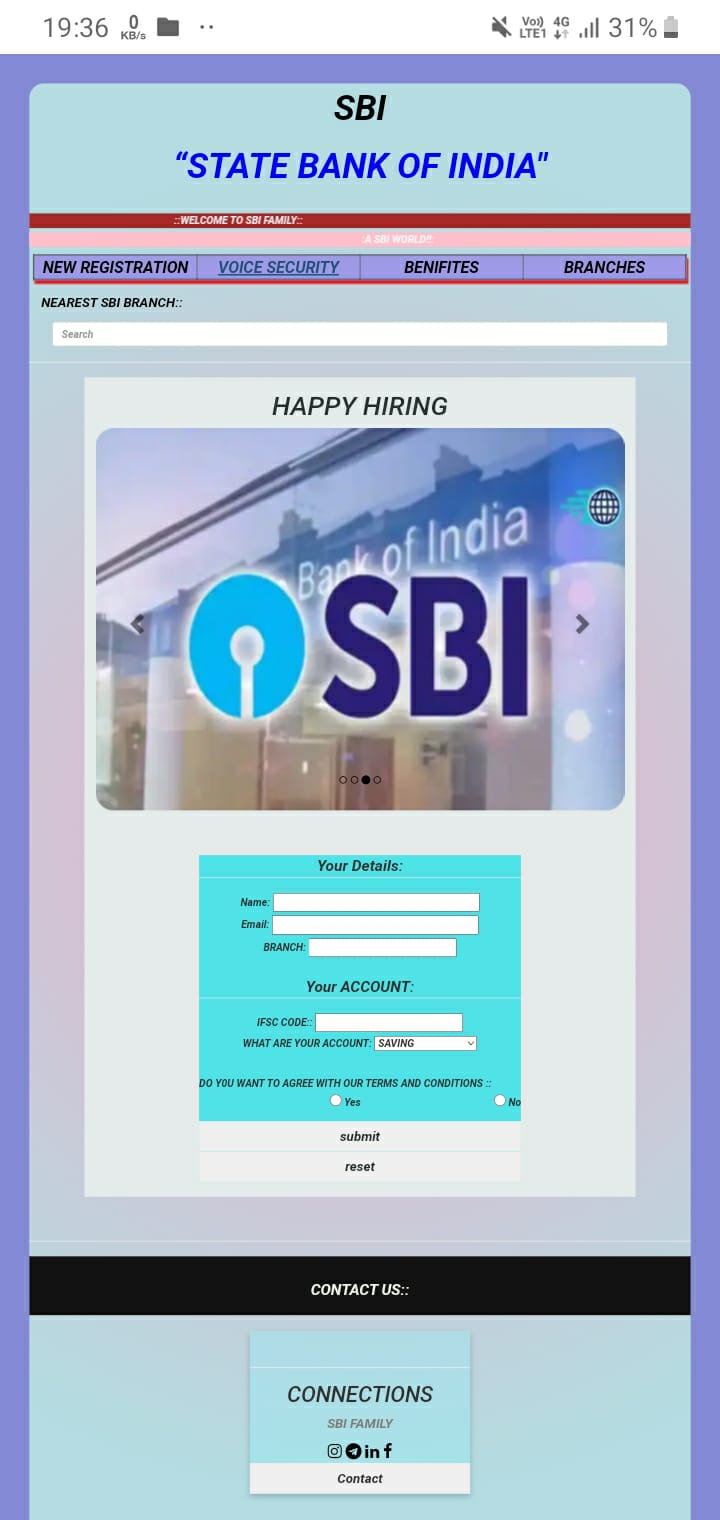 19:36 0 KB/s Vo)) LTE1 4G 31%
SBI
“STATE BANK OF INDIA"
::WELCOME TO SBI FAMILY::
:A SBI WORLD!!:
NEW REGISTRATION VOICE SECURITY BENIFITES BRANCHES
NEAREST SBI BRANCH::
Search
HAPPY HIRING
Bank of India
SBI
Your Details:
Name:
Email:
BRANCH:
Your ACCOUNT:
IFSC CODE::
WHAT ARE YOUR ACCOUNT: SAVING
DO Y0U WANT TO AGREE WITH OUR TERMS AND CONDITIONS ::
Yes No
submit
reset
CONTACT US::
CONNECTIONS
SBI FAMILY
Contact